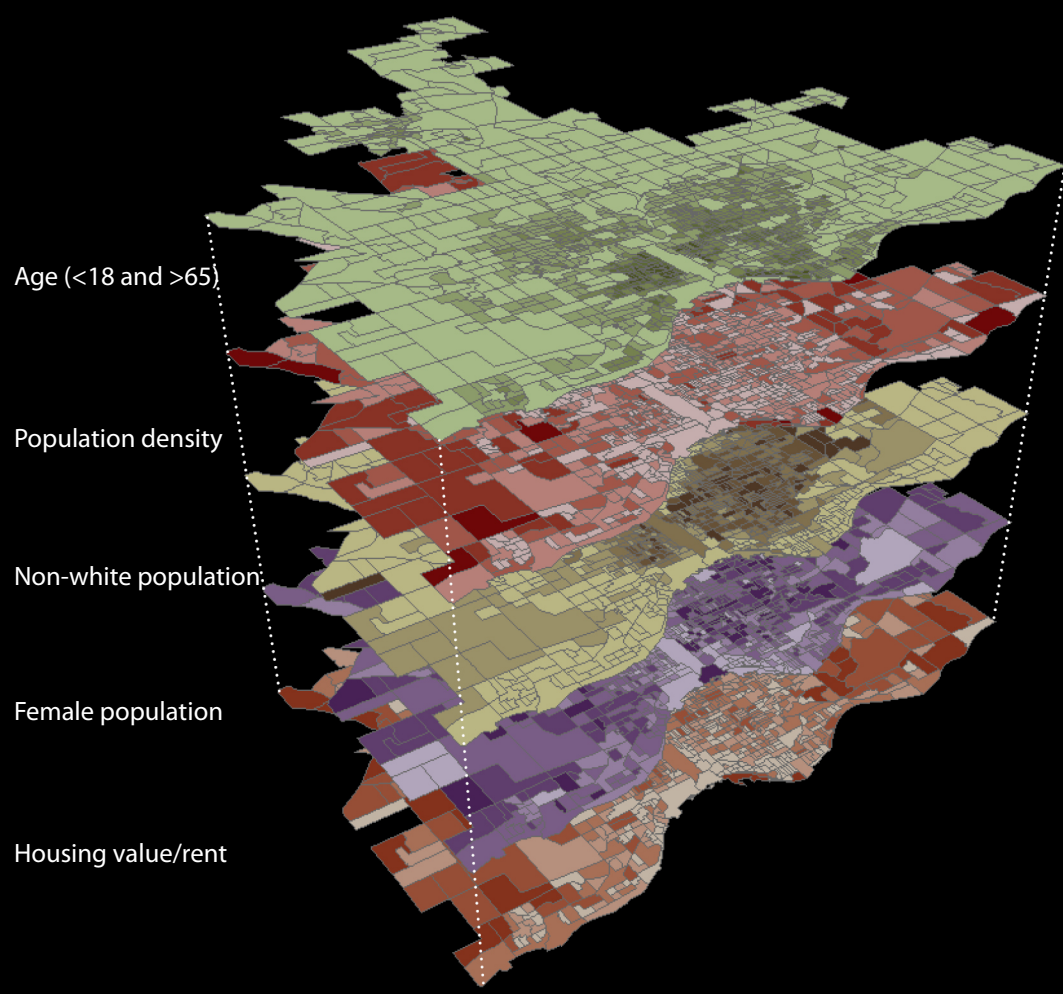 Age (<18 and >65)
Population density
Non-white population
Female population
Housing value/rent